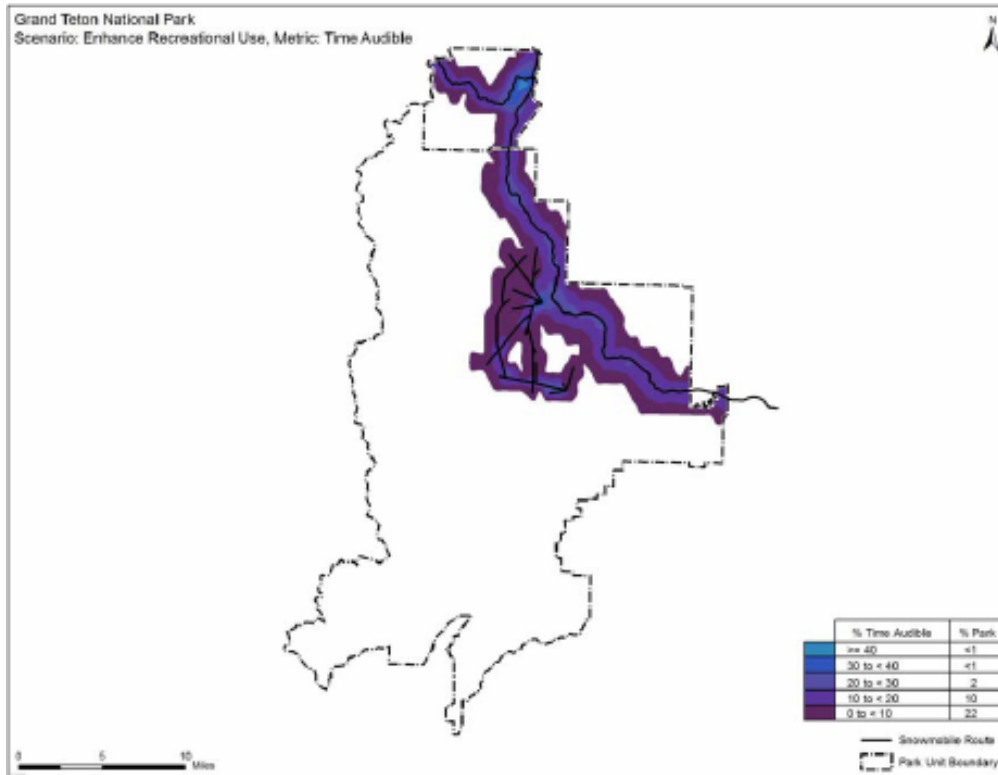 Grand Teton National Park
Scenario: Enhance Recreational Use, Metric: Time Audible
N
% Time Audible % Park
>= 40 <1
30 to < 40 <1
20 to < 30 2
10 to < 20 10
0 to < 10 22
Snowmobile Route
Park Unit Boundary
0 5 10
Miles